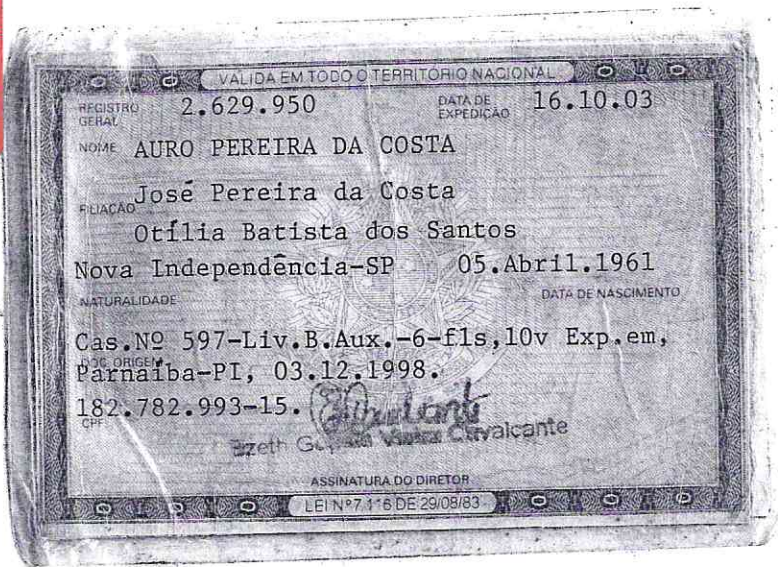 VÁLIDA EM TODO O TERRITÓRIO NACIONAL
REGISTRO GERAL 2.629.950 DATA DE EXPEDIÇÃO 16.10.03
NOME AURO PEREIRA DA COSTA
FILIAÇÃO José Pereira da Costa
Otília Batista dos Santos
Nova Independência-SP 05.Abril.1961
NATURALIDADE DATA DE NASCIMENTO
Cas.Nº 597-Liv.B.Aux.-6-fls,10v Exp.em,
DOC. ORIGEM
Parnaíba-PI, 03.12.1998.
182.782.993-15.
CPF
Cavalcante
ASSINATURA DO DIRETOR
LEI Nº 7.116 DE 29/08/83